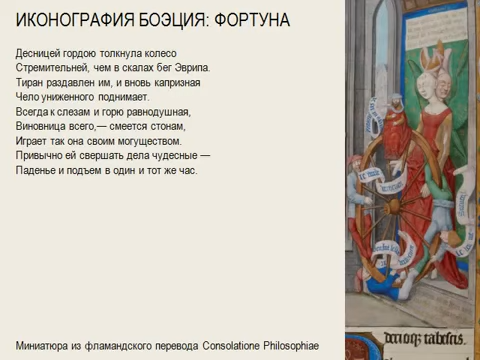 ИКОНОГРАФИЯ БОЭЦИЯ: ФОРТУНА
Десницей гордою толкнула колесо
Стремительней, чем в скалах бег Эврипа.
Тиран раздавлен им, и вновь капризная
Чело униженного поднимает.
Всегда к слезам и горю равнодушная,
Виновница всего,— смеется стонам,
Играет так она своим могуществом.
Привычно ей свершать дела чудесные —
Паденье и подъем в один и тот же час.
Миниатюра из фламандского перевода Consolatione Philosophiae